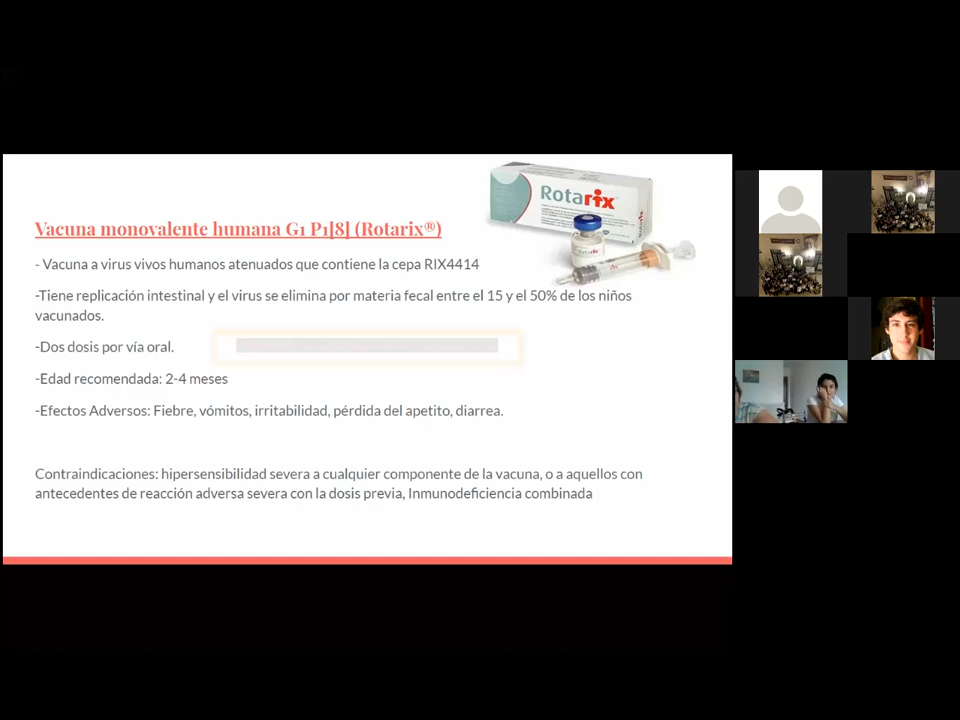 Rotarix
Vacuna monovalente humana G1 P1[8] (Rotarix®)
- Vacuna a virus vivos humanos atenuados que contiene la cepa RIX4414
-Tiene replicación intestinal y el virus se elimina por materia fecal entre el 15 y el 50% de los niños
vacunados.
-Dos dosis por vía oral.
-Edad recomendada: 2-4 meses
-Efectos Adversos: Fiebre, vómitos, irritabilidad, pérdida del apetito, diarrea.
Contraindicaciones: hipersensibilidad severa a cualquier componente de la vacuna, o a aquellos con
antecedentes de reacción adversa severa con la dosis previa, Inmunodeficiencia combinada